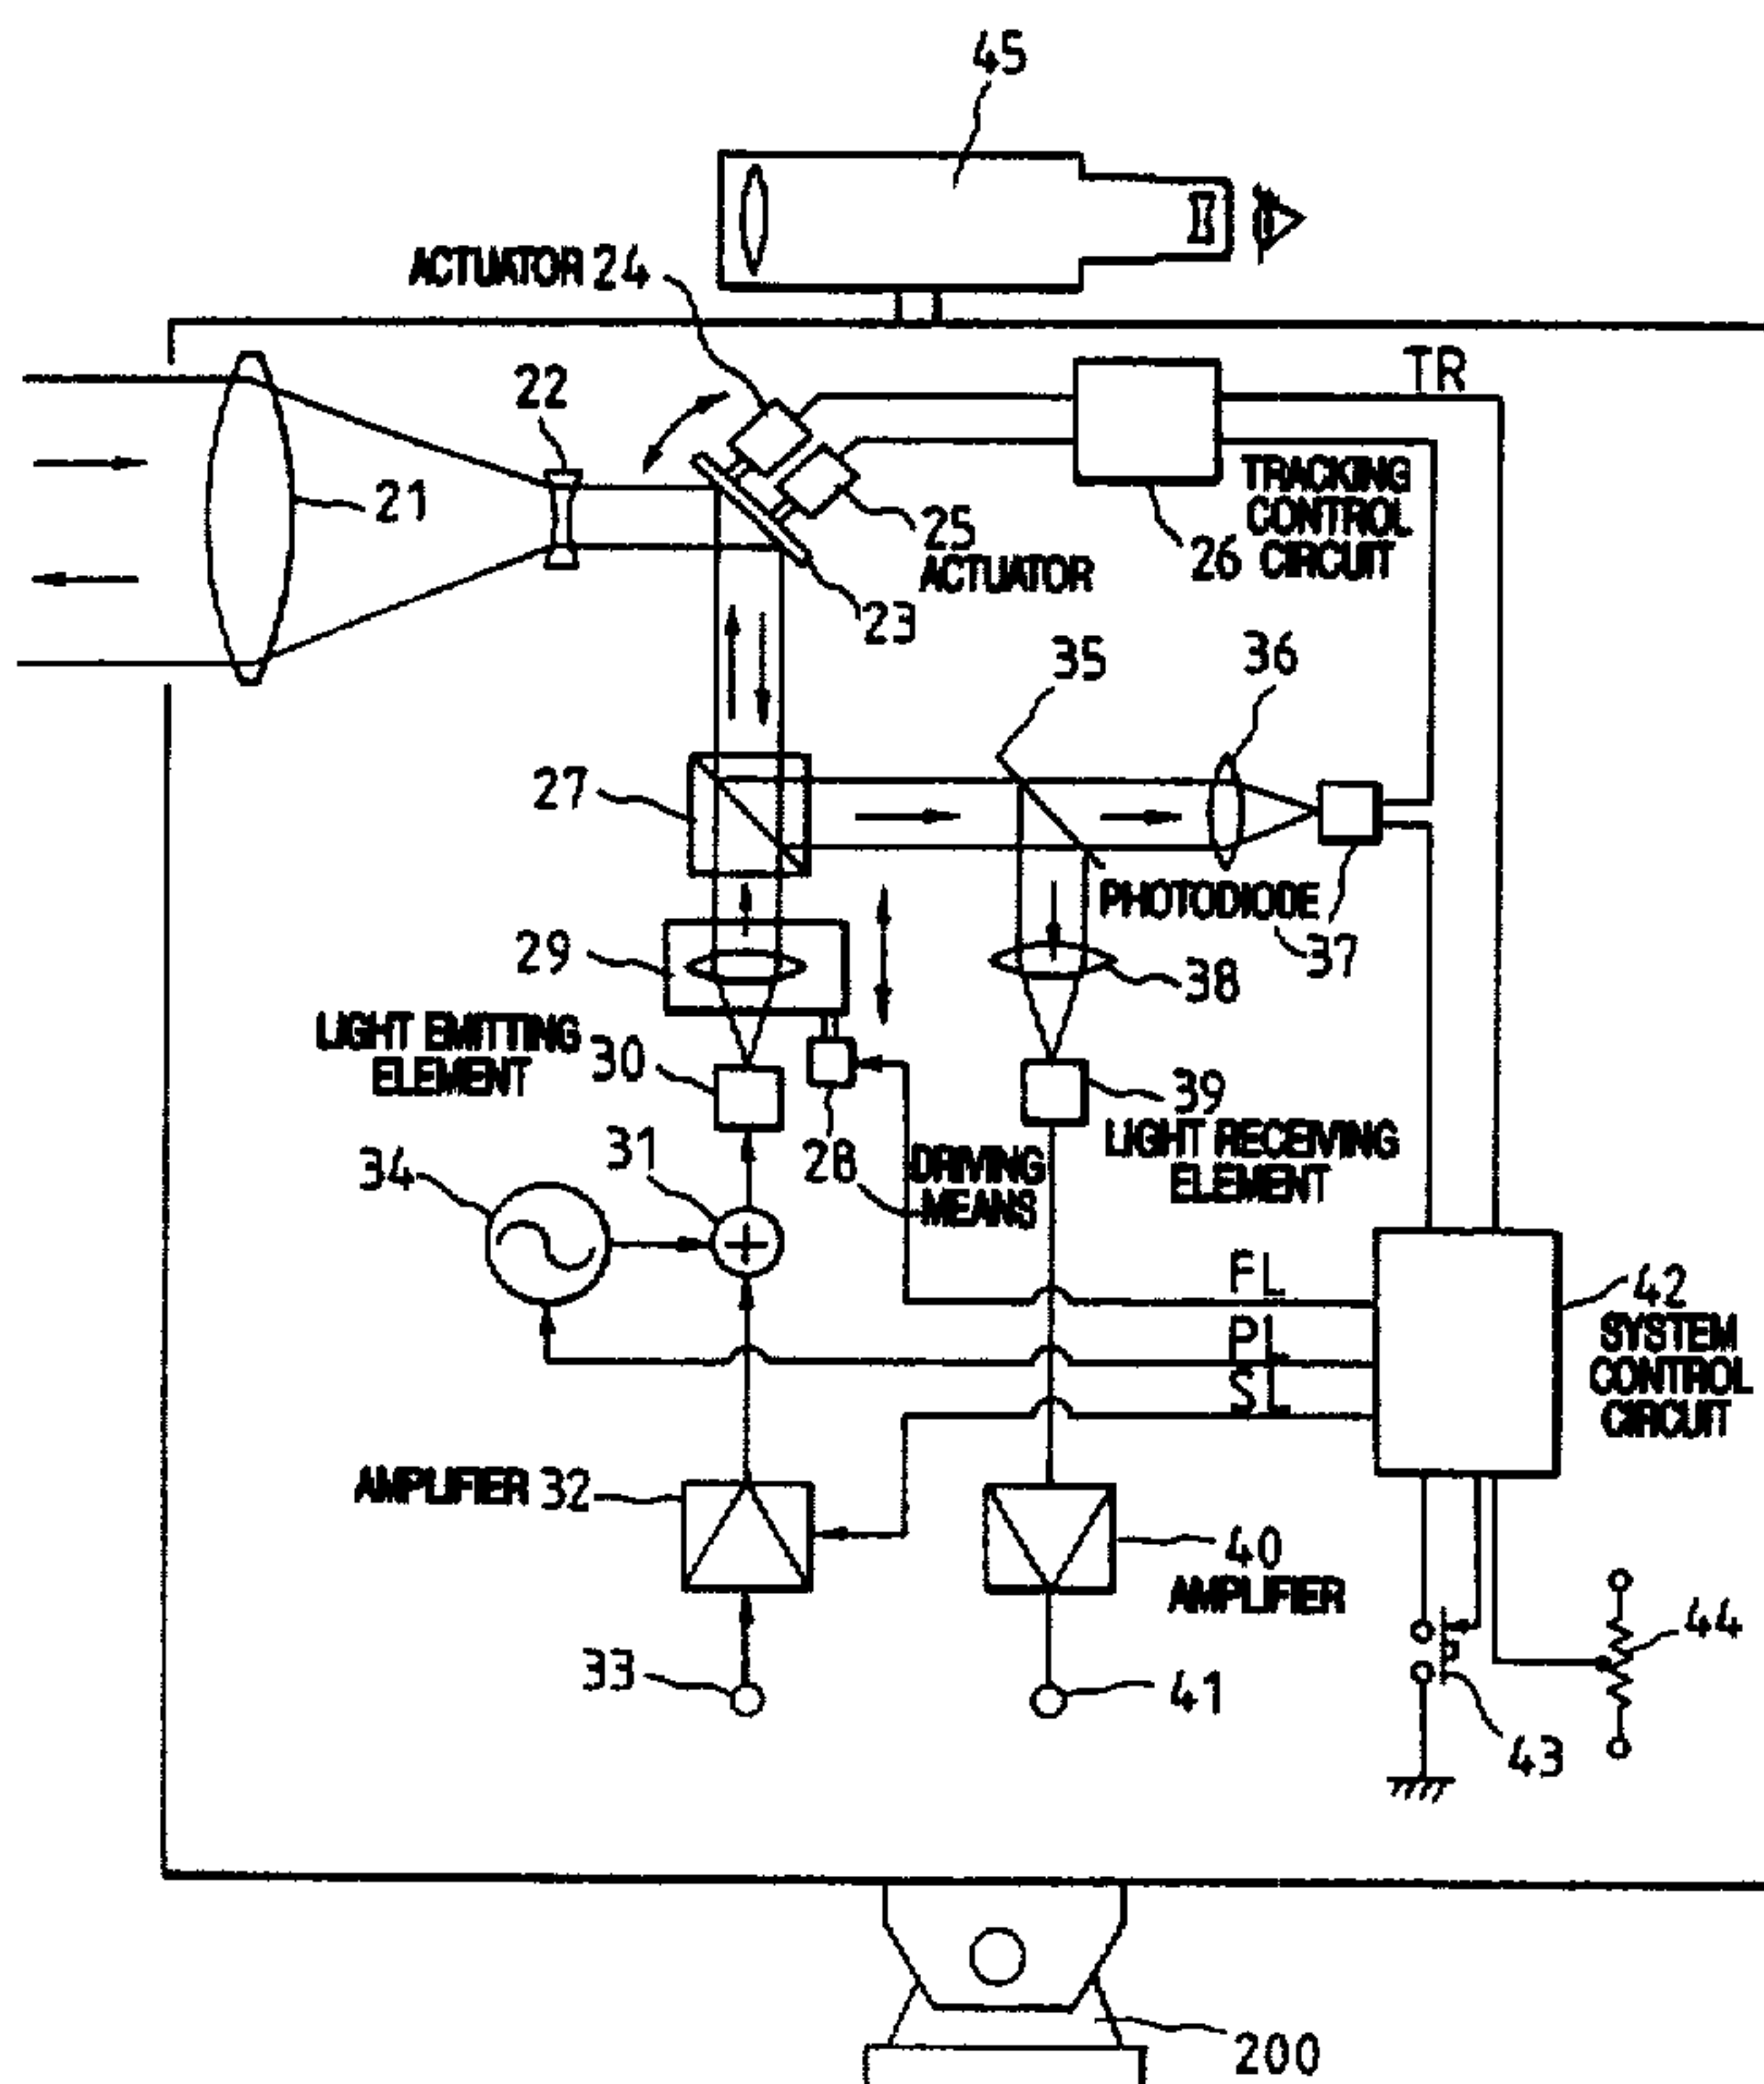 45
ACTUATOR 24
TR
22
21
25
ACTUATOR
TRACKING
CONTROL
26 CIRCUIT
23
35
36
27
PHOTODIODE
37
29
38
LIGHT EMITTING
ELEMENT
30
39
LIGHT RECEIVING
ELEMENT
31
34
28
DRIVING
MEANS
FL
42
SYSTEM
CONTROL
CIRCUIT
PL
SL
AMPLIFIER 32
40
AMPLIFIER
33
41
44
43
200